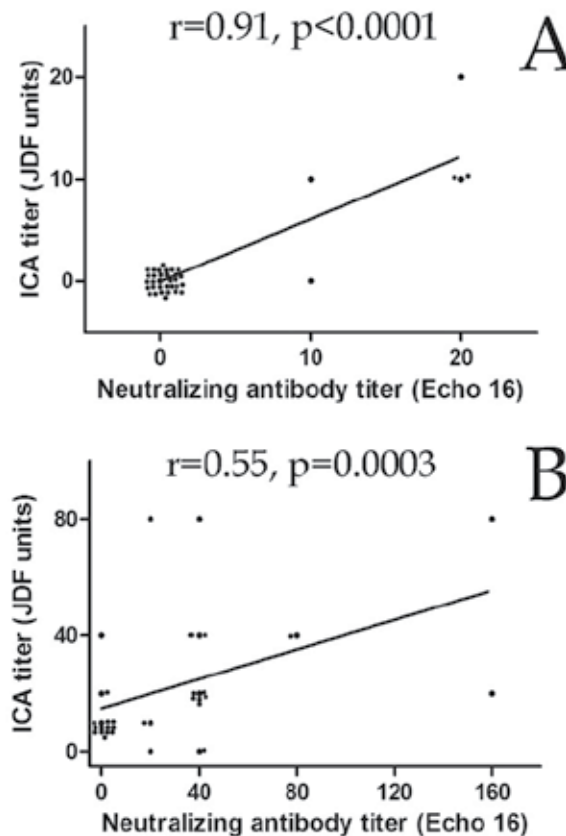 r=0.91, p<0.0001
A
ICA titer (JDF units)
20
10
0
0 10 20
Neutralizing antibody titer (Echo 16)
r=0.55, p=0.0003
B
ICA titer (JDF units)
80
40
0
0 40 80 120 160
Neutralizing antibody titer (Echo 16)